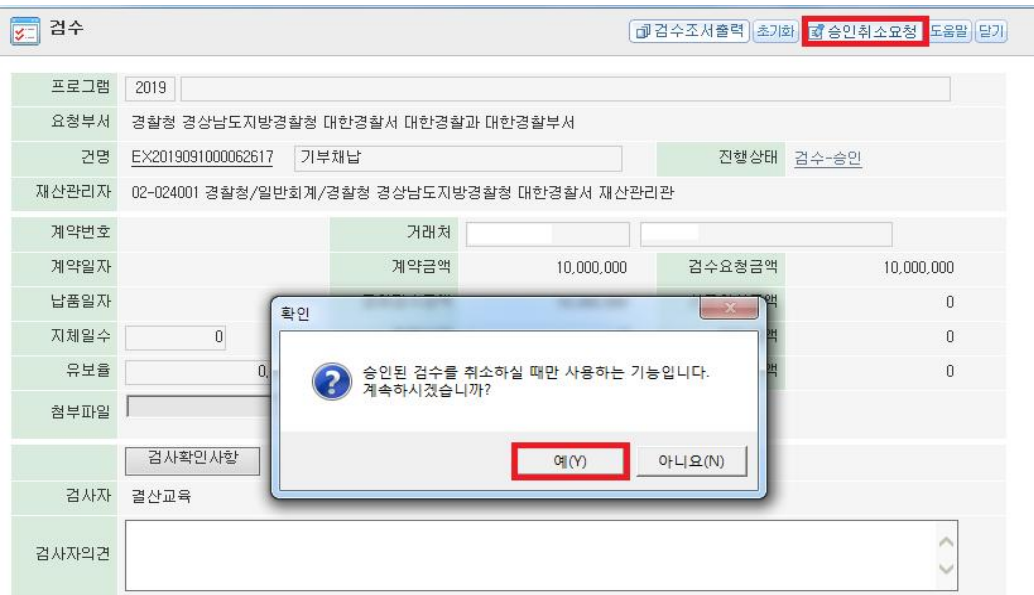 검수
검수조서출력 초기화 승인취소요청 도움말 닫기
프로그램 2019
요청부서 경찰청 경상남도지방경찰청 대한경찰서 대한경찰과 대한경찰부서
건명 EX2019091000062617 기부채납 진행상태 검수-승인
재산관리자 02-024001 경찰청/일반회계/경찰청 경상남도지방경찰청 대한경찰서 재산관리관
계약번호 거래처
계약일자 계약금액 10,000,000 검수요청금액 10,000,000
납품일자 0
지체일수 0 0
유보율 0. 0
첨부파일
확인
승인된 검수를 취소하실 때만 사용하는 기능입니다.
계속하시겠습니까?
예(Y) 아니요(N)
검사확인사항
검사자 결산교육
검사자의견